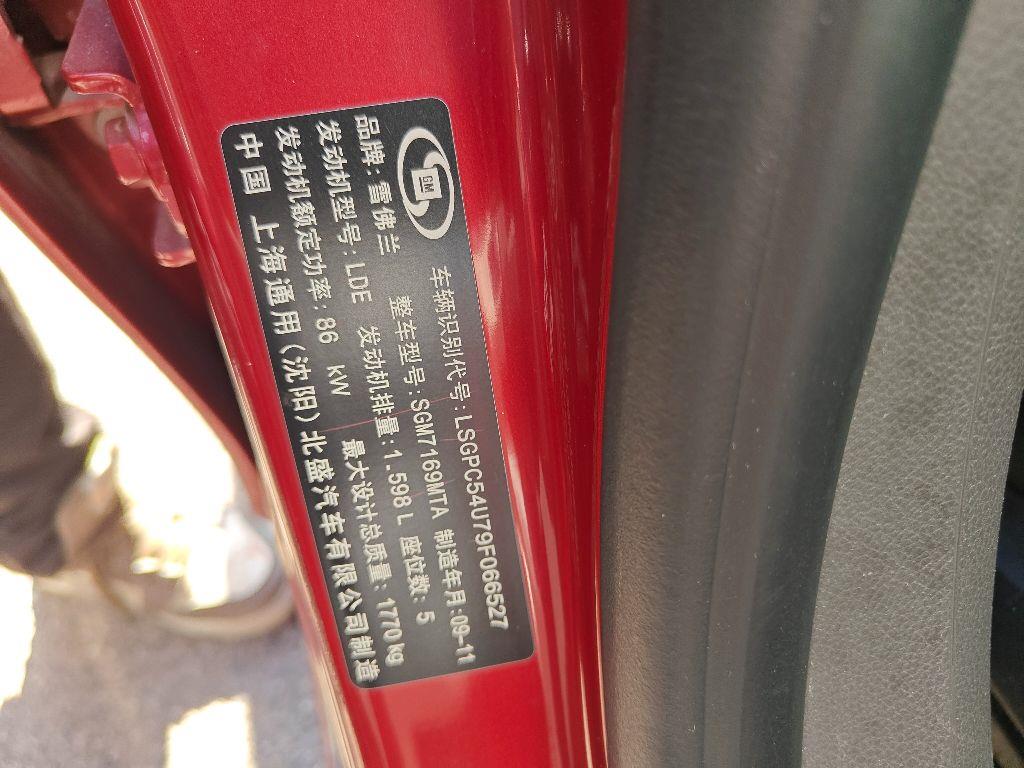 GM
车辆识别代号:LSGPC54U79F066527
品牌: 雪佛兰 整车型号:SGM7169MTA 制造年月:09-11
发动机型号: LDE 发动机排量:1.598L 座位数: 5
发动机额定功率: 86 kW 最大设计总质量:1770kg
中国 上海通用(沈阳)北盛汽车有限公司制造